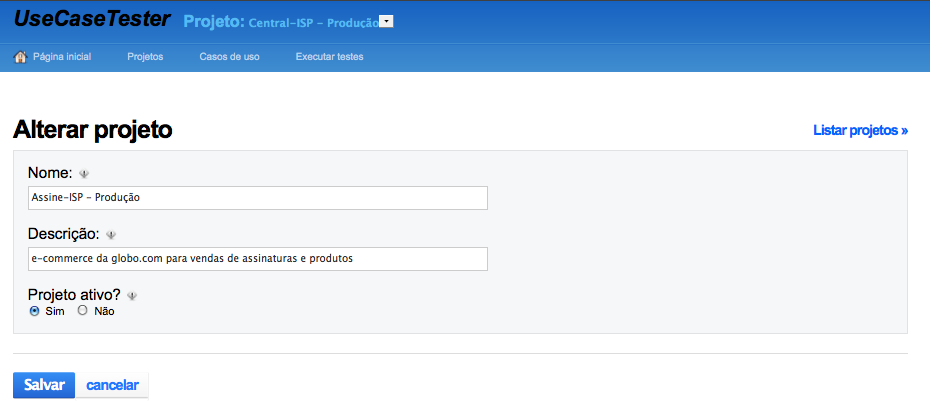 UseCaseTester Projeto: Central-ISP - Produção
Página inicial Projetos Casos de uso Executar testes
Alterar projeto
Listar projetos »
Nome:
Assine-ISP - Produção
Descrição:
e-commerce da globo.com para vendas de assinaturas e produtos
Projeto ativo?
Sim Não
Salvar cancelar